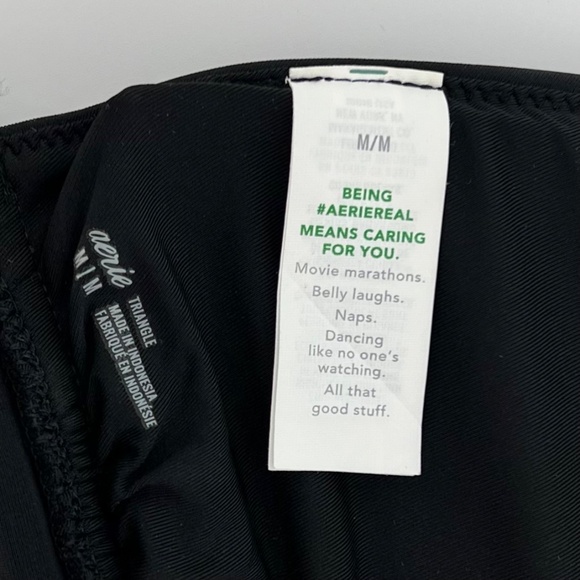 M/M
BEING
#AERIEREAL
MEANS CARING
FOR YOU.
Movie marathons.
Belly laughs.
Naps.
Dancing
like no one's
watching.
All that
good stuff.
aerie
M | M
TRIANGLE
MADE IN INDONESIA
FABRIQUÉ EN INDONÉSIE